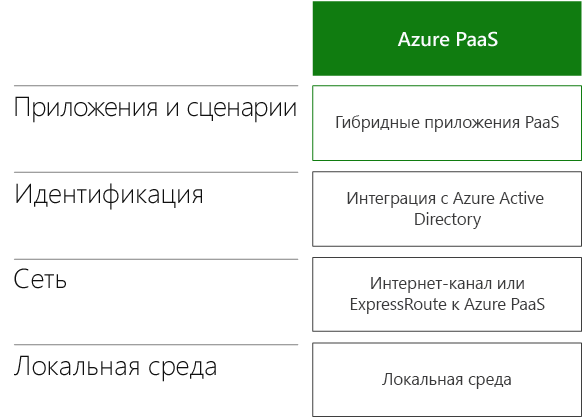 Azure PaaS
Приложения и сценарии
Гибридные приложения PaaS
Идентификация
Интеграция с Azure Active
Directory
Сеть
Интернет-канал или
ExpressRoute к Azure PaaS
Локальная среда
Локальная среда